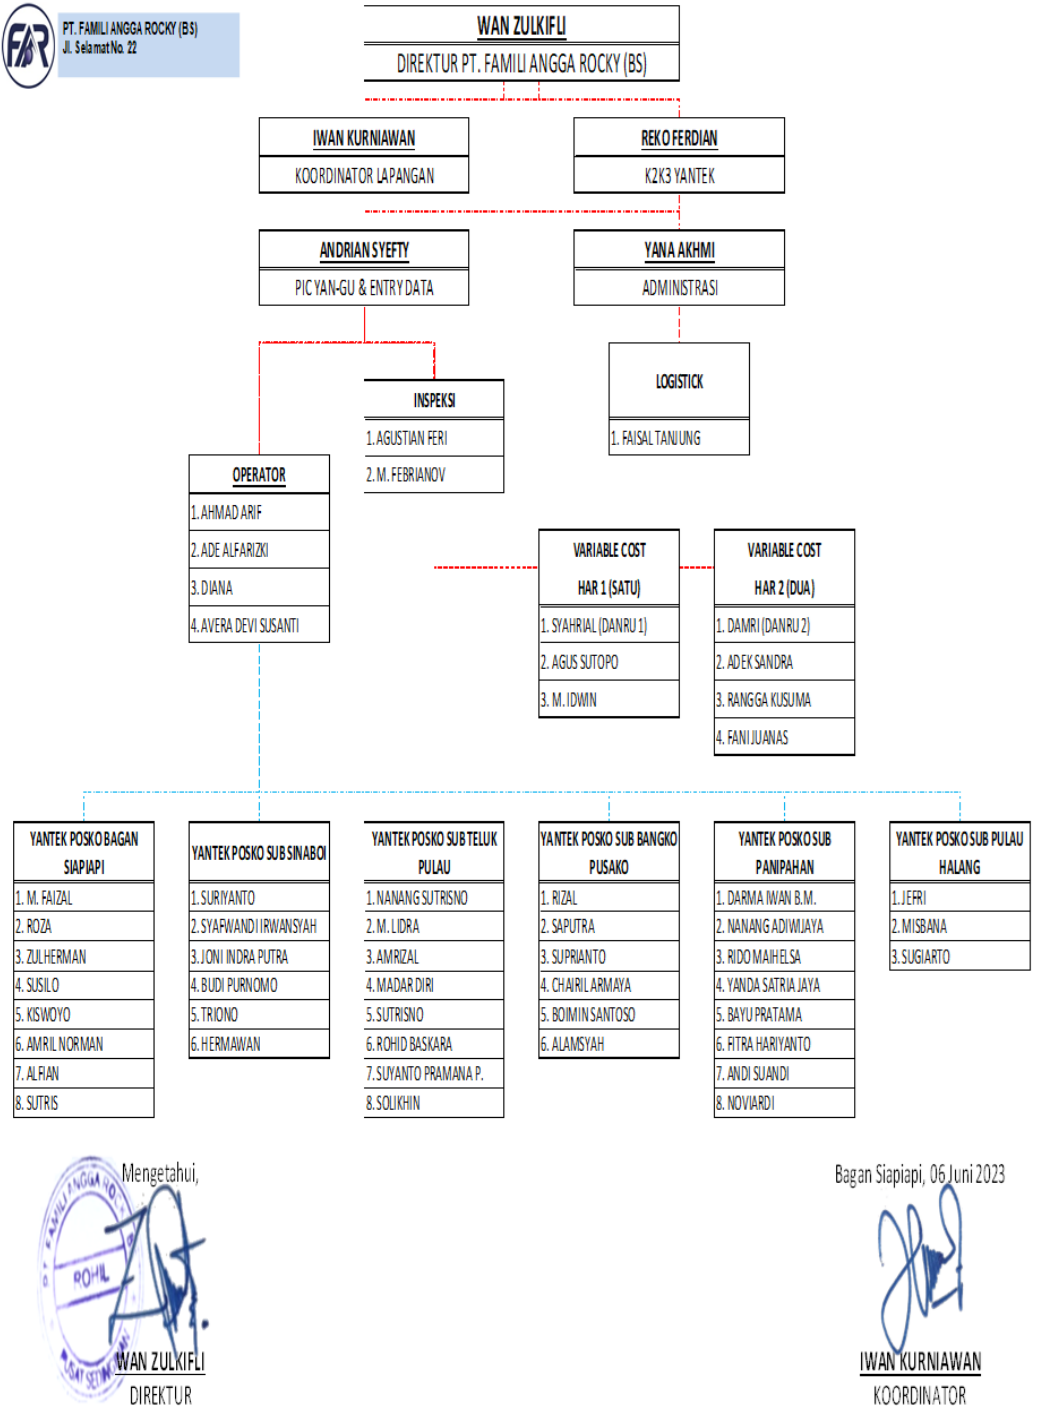 FAR
PT. FAMILI ANGGA ROCKY (BS)
Jl. Selamat No. 22
WAN ZULKIFLI
DIREKTUR PT. FAMILI ANGGA ROCKY (BS)
IWAN KURNIAWAN
KOORDINATOR LAPANGAN
REKO FERDIAN
K2K3 YANTEK
ANDRIAN SYEFTY
PIC YAN-GU & ENTRY DATA
YANA AKHMI
ADMINISTRASI
INSPEKSI
1. AGUSTIAN FERI
2. M. FEBRIANOV
LOGISTICK
1. FAISAL TANJUNG
OPERATOR
1. AHMAD ARIF
2. ADE ALFARIZKI
3. DIANA
4. AVERA DEVI SUSANTI
VARIABLE COST
HAR 1 (SATU)
1. SYAHRIAL (DANRU 1)
2. AGUS SUTOPO
3. M. IDWIN
VARIABLE COST
HAR 2 (DUA)
1. DAMRI (DANRU 2)
2. ADEK SANDRA
3. RANGGA KUSUMA
4. FANI JUANAS
YANTEK POSKO BAGAN
SIAPIAPI
1. M. FAIZAL
2. ROZA
3. ZULHERMAN
4. SUSILO
5. KISWOYO
6. AMRIL NORMAN
7. ALFIAN
8. SUTRIS
YANTEK POSKO SUB SINABOI
1. SURIYANTO
2. SYAFWANDI IRWANSYAH
3. JONI INDRA PUTRA
4. BUDI PURNOMO
5. TRIONO
6. HERMAWAN
YANTEK POSKO SUB TELUK
PULAU
1. NANANG SUTRISNO
2. M. LIDRA
3. AMRIZAL
4. MADAR DIRI
5. SUTRISNO
6. ROHID BASKARA
7. SUYANTO PRAMANA P.
8. SOLIKHIN
YANTEK POSKO SUB BANGKO
PUSAKO
1. RIZAL
2. SAPUTRA
3. SUPRIANTO
4. CHAIRIL ARMAYA
5. BOIMIN SANTOSO
6. ALAMSYAH
YANTEK POSKO SUB
PANIPAHAN
1. DARMA IWAN B.M.
2. NANANG ADIWIJAYA
3. RIDO MAIHELSA
4. YANDA SATRIA JAYA
5. BAYU PRATAMA
6. FITRA HARIYANTO
7. ANDI SUANDI
8. NOVIARDI
YANTEK POSKO SUB PULAU
HALANG
1. JEFRI
2. MISBANA
3. SUGIARTO
Mengetahui,
PT FAMILI ANGGA ROCK
ROHIL
WAN ZULKIFLI
DIREKTUR
Bagan Siapiapi, 06 Juni 2023
IWAN KURNIAWAN
KOORDINATOR